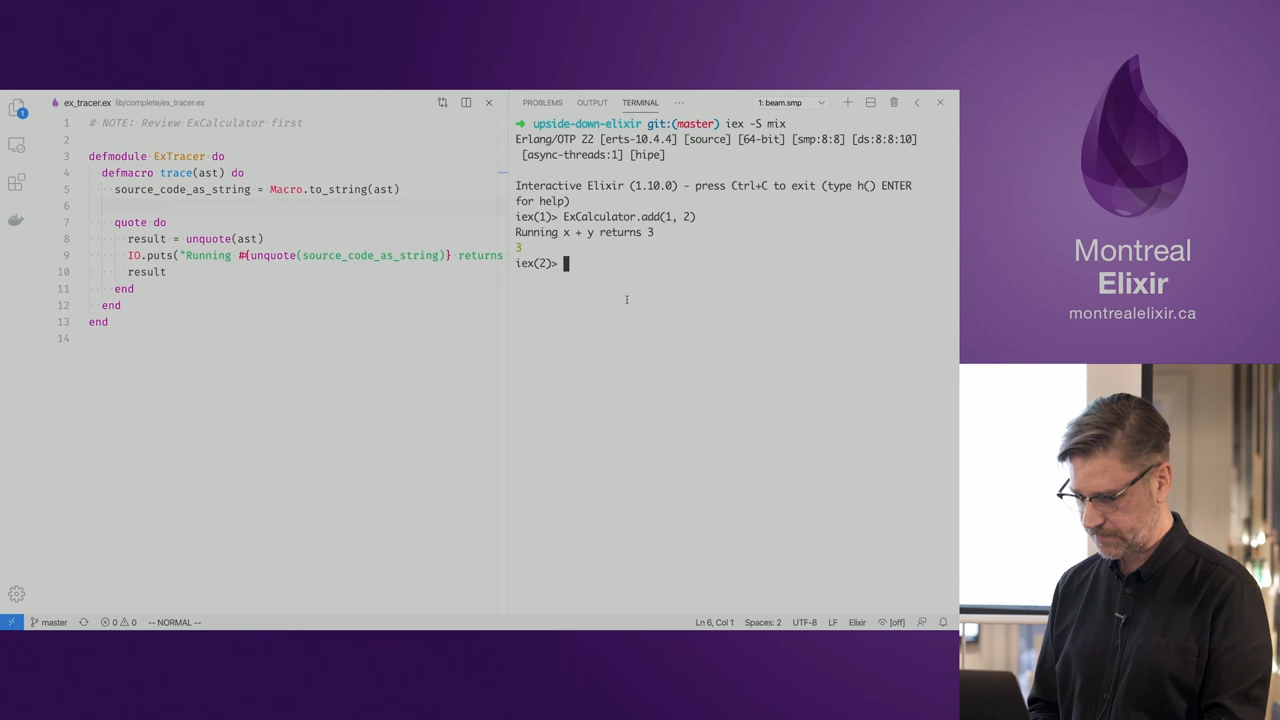 ex_tracer.ex lib/complete/ex_tracer.ex
1 # NOTE: Review ExCalculator first
2
3 defmodule ExTracer do
4 defmacro trace(ast) do
5 source_code_as_string = Macro.to_string(ast)
6
7 quote do
8 result = unquote(ast)
9 IO.puts("Running #{unquote(source_code_as_string)} returns
10 result
11 end
12 end
13 end
14
PROBLEMS OUTPUT TERMINAL ··· 1: beam.smp
➜ upside-down-elixir git:(master) iex -S mix
Erlang/OTP 22 [erts-10.4.4] [source] [64-bit] [smp:8:8] [ds:8:8:10]
[async-threads:1] [hipe]
Interactive Elixir (1.10.0) - press Ctrl+C to exit (type h() ENTER
for help)
iex(1)> ExCalculator.add(1, 2)
Running x + y returns 3
3
iex(2)>
1
master 0 0 -- NORMAL -- Ln 6, Col 1 Spaces: 2 UTF-8 LF Elixir [off]
Montreal
Elixir
montrealelixir.ca